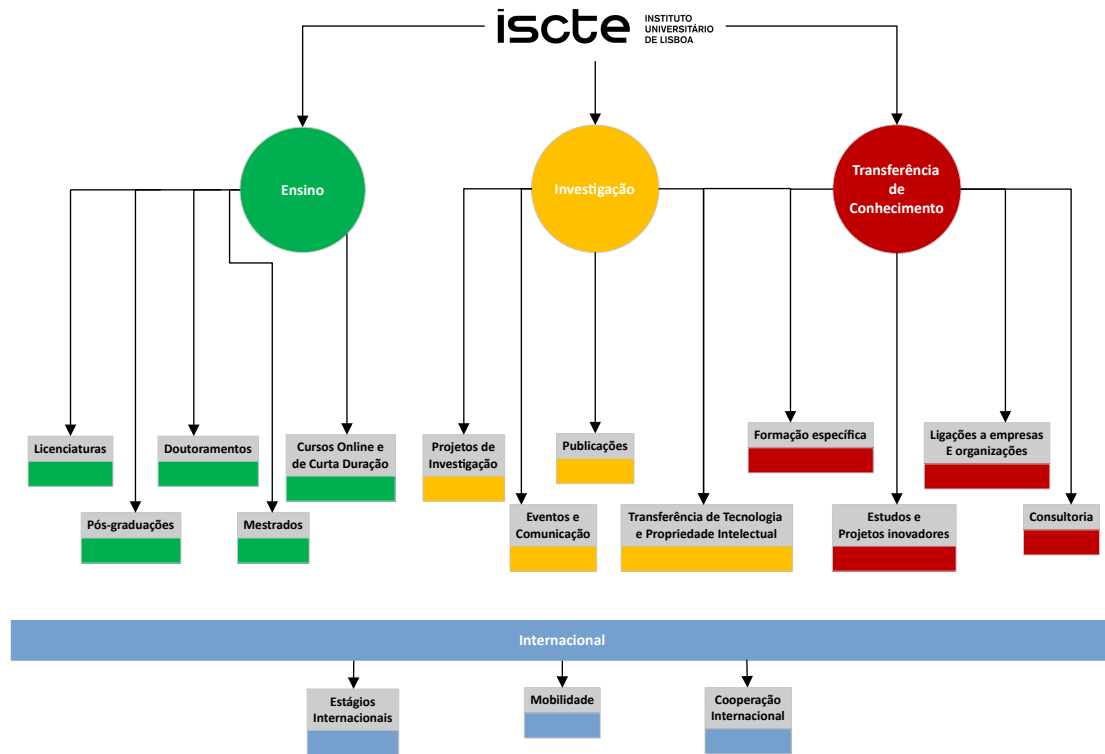 iscte
INSTITUTO
UNIVERSITÁRIO
DE LISBOA
Ensino
Investigação
Transferência
de
Conhecimento
Licenciaturas
Doutoramentos
Cursos Online e
de Curta Duração
Projetos de
Investigação
Publicações
Formação específica
Ligações a empresas
E organizações
Pós-graduações
Mestrados
Eventos e
Comunicação
Transferência de Tecnologia
e Propriedade Intelectual
Estudos e
Projetos inovadores
Consultoria
Internacional
Estágios
Internacionais
Mobilidade
Cooperação
Internacional